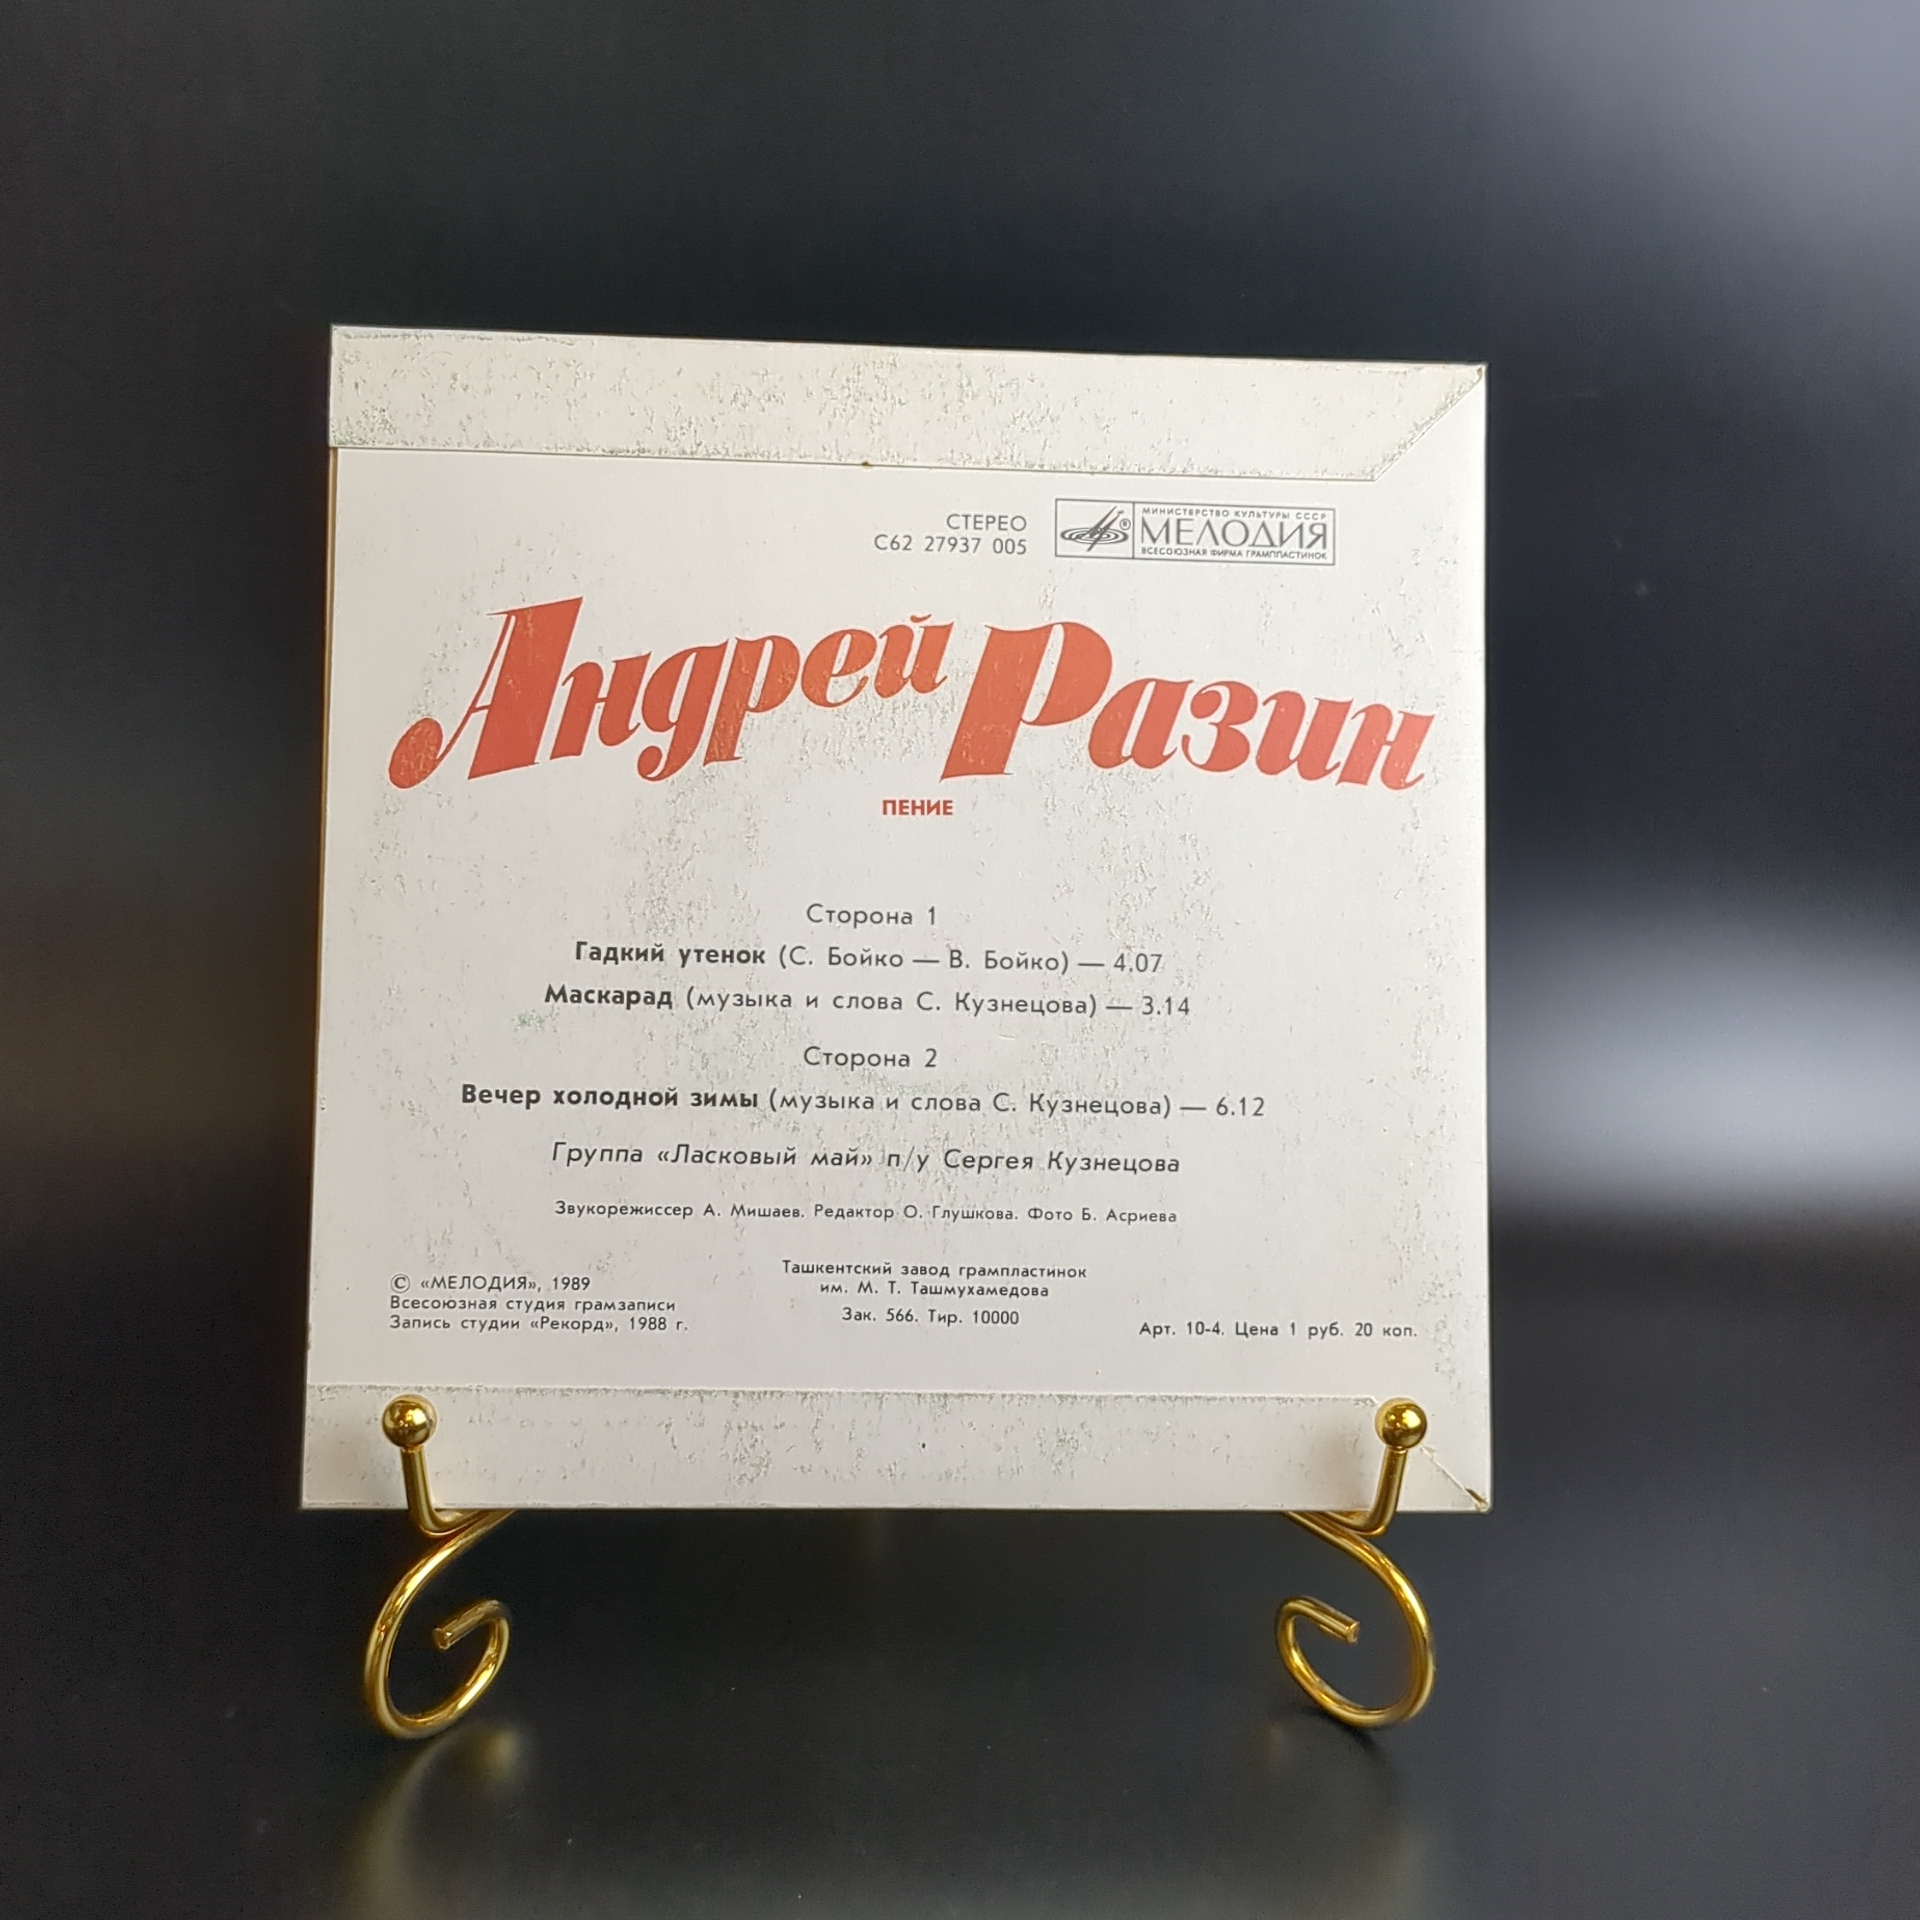 СТЕРЕО
С62 27937 005
МИНИСТЕРСТВО КУЛЬТУРЫ СССР
МЕЛОДИЯ
ВСЕСОЮЗНАЯ ФИРМА ГРАМПЛАСТИНОК
Андрей Разин
ПЕНИЕ
Сторона 1
Гадкий утенок (С. Бойко — В. Бойко) — 4.07
Маскарад (музыка и слова С. Кузнецова) — 3.14
Сторона 2
Вечер холодной зимы (музыка и слова С. Кузнецова) — 6.12
Группа «Ласковый май» п/у Сергея Кузнецова
Звукорежиссер А. Мишаев. Редактор О. Глушкова. Фото Б. Асриева
© «МЕЛОДИЯ», 1989
Всесоюзная студия грамзаписи
Запись студии «Рекорд», 1988 г.
Ташкентский завод грампластинок
им. М. Т. Ташмухамедова
Зак. 566. Тир. 10000
Арт. 10-4. Цена 1 руб. 20 коп.